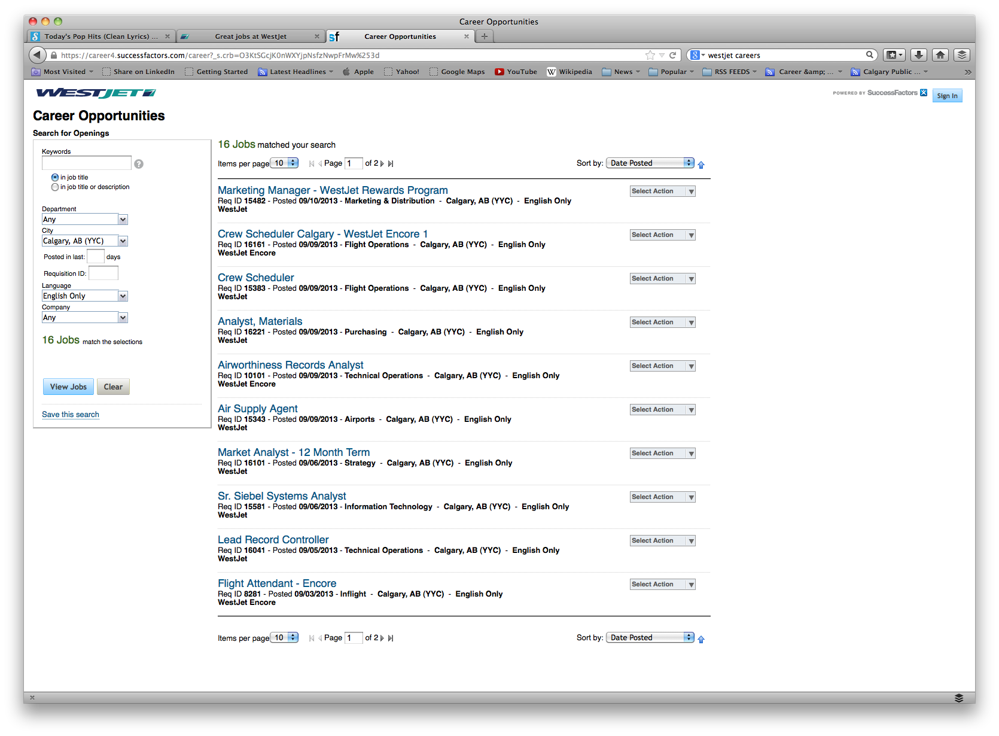 Career Opportunities
Today's Pop Hits (Clean Lyrics) ...
Great jobs at WestJet
sf Career Opportunities
https://career4.successfactors.com/career?_s.crb=O3KtSGcjK0nWXYjpNsfzNwpFrMw%253d
westjet careers
Most Visited Share on LinkedIn Getting Started Latest Headlines Apple Yahoo! Google Maps YouTube W Wikipedia News Popular RSS FEEDS Career &amp; ... Calgary Public ...
WESTJET
POWERED BY SuccessFactors
Sign In
Career Opportunities
Search for Openings
Keywords
?
in job title
in job title or description
Department
Any
City
Calgary, AB (YYC)
Posted in last: days
Requisition ID:
Language
English Only
Company
Any
16 Jobs match the selections
View Jobs Clear
Save this search
16 Jobs matched your search
Items per page 10 Page 1 of 2 Sort by: Date Posted
Marketing Manager - WestJet Rewards Program Select Action
Req ID 15482 - Posted 09/10/2013 - Marketing & Distribution - Calgary, AB (YYC) - English Only
WestJet
Crew Scheduler Calgary - WestJet Encore 1 Select Action
Req ID 16161 - Posted 09/09/2013 - Flight Operations - Calgary, AB (YYC) - English Only
WestJet Encore
Crew Scheduler Select Action
Req ID 15383 - Posted 09/09/2013 - Flight Operations - Calgary, AB (YYC) - English Only
WestJet
Analyst, Materials Select Action
Req ID 16221 - Posted 09/09/2013 - Purchasing - Calgary, AB (YYC) - English Only
WestJet
Airworthiness Records Analyst Select Action
Req ID 10101 - Posted 09/09/2013 - Technical Operations - Calgary, AB (YYC) - English Only
WestJet Encore
Air Supply Agent Select Action
Req ID 15343 - Posted 09/09/2013 - Airports - Calgary, AB (YYC) - English Only
WestJet
Market Analyst - 12 Month Term Select Action
Req ID 16101 - Posted 09/06/2013 - Strategy - Calgary, AB (YYC) - English Only
WestJet
Sr. Siebel Systems Analyst Select Action
Req ID 15581 - Posted 09/06/2013 - Information Technology - Calgary, AB (YYC) - English Only
WestJet
Lead Record Controller Select Action
Req ID 16041 - Posted 09/05/2013 - Technical Operations - Calgary, AB (YYC) - English Only
WestJet
Flight Attendant - Encore Select Action
Req ID 8281 - Posted 09/03/2013 - Inflight - Calgary, AB (YYC) - English Only
WestJet Encore
Items per page 10 Page 1 of 2 Sort by: Date Posted